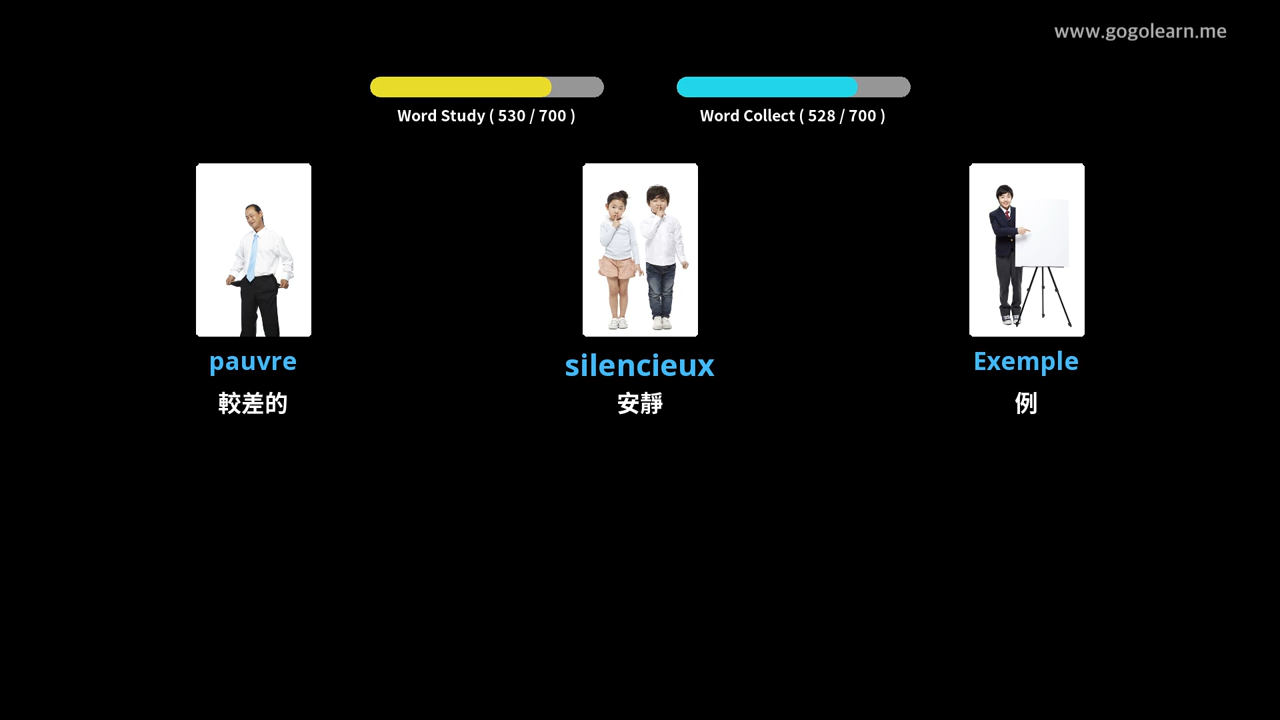 www.gogolearn.me
Word Study ( 530 / 700 )
Word Collect ( 528 / 700 )
pauvre
silencieux
Exemple
較差的
安靜
例